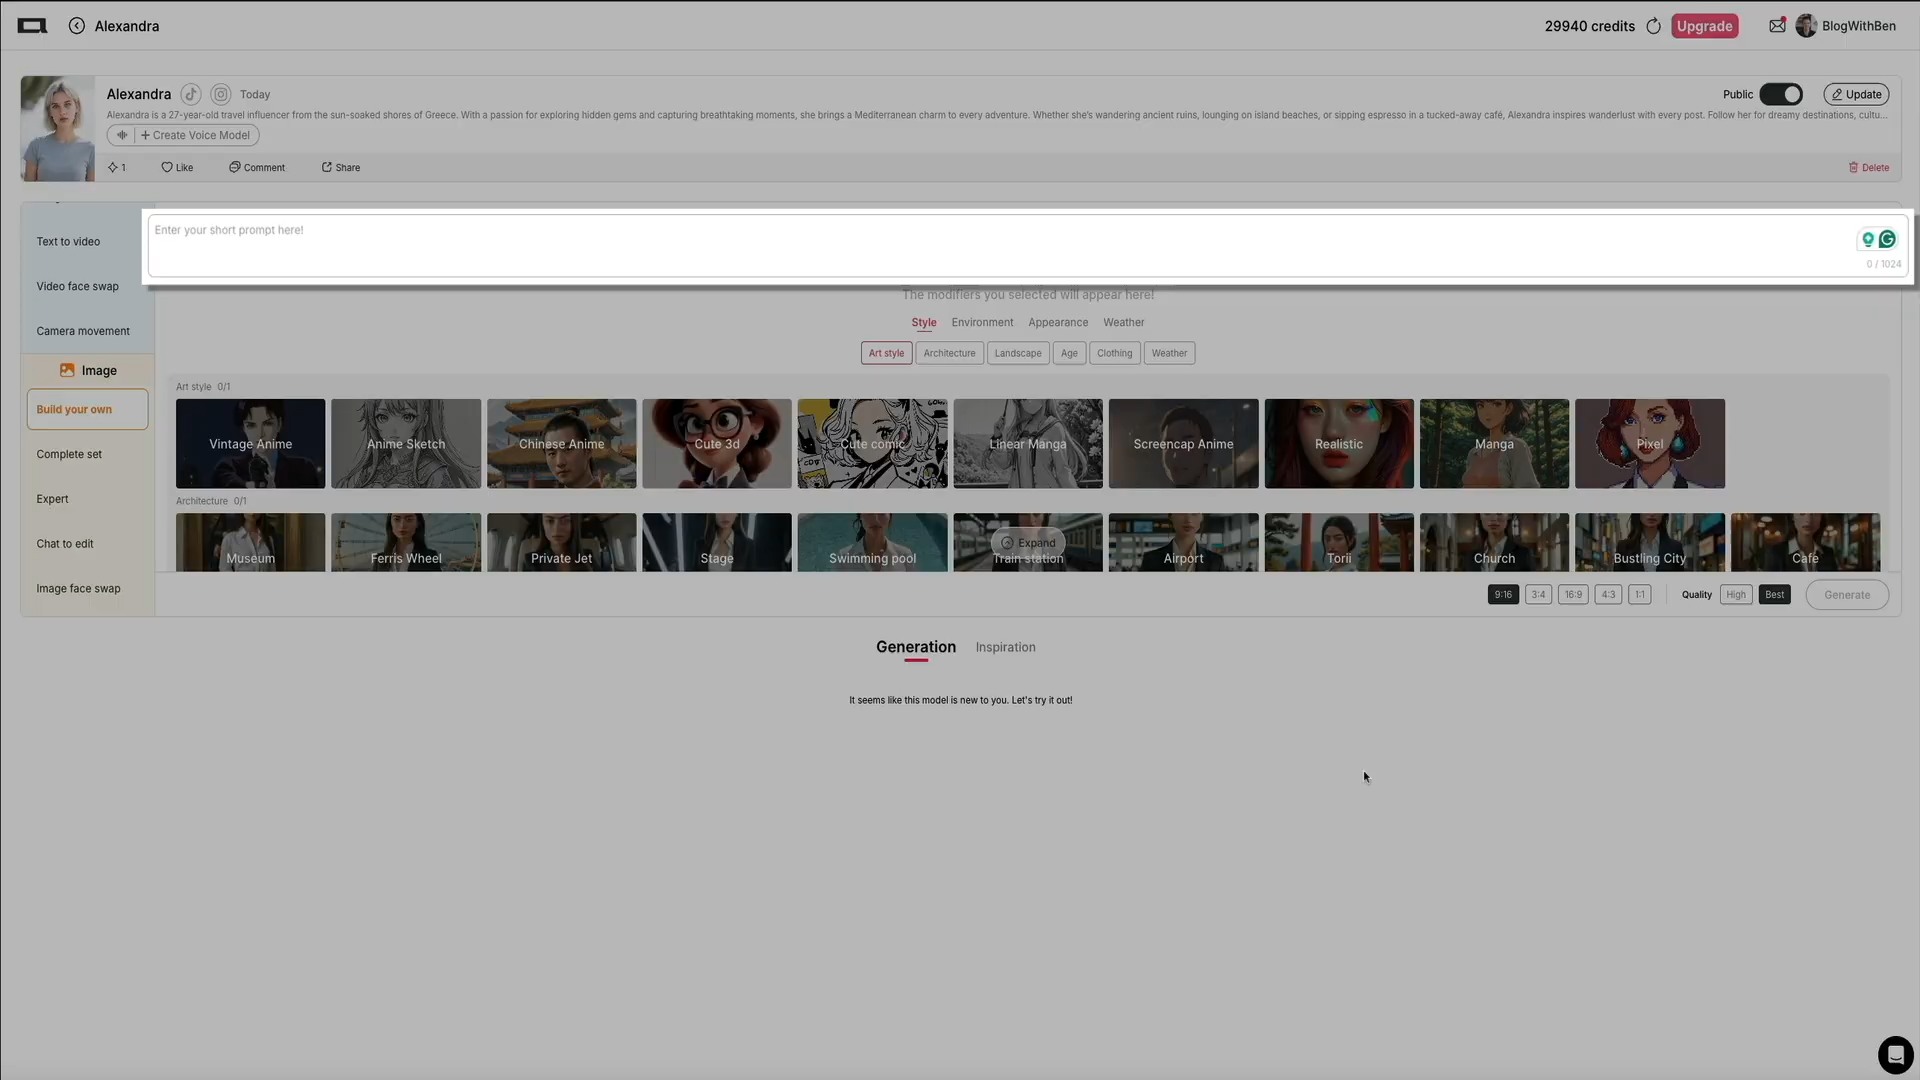 Alexandra
29940 credits
Upgrade
BlogWithBen
Alexandra
Today
Public
Update
Alexandra is a 27-year-old travel influencer from the sun-soaked shores of Greece. With a passion for exploring hidden gems and capturing breathtaking moments, she brings a Mediterranean charm to every adventure. Whether she's wandering ancient ruins, lounging on island beaches, or sipping espresso in a tucked-away café, Alexandra inspires wanderlust with every post. Follow her for dreamy destinations, cultu...
+ Create Voice Model
1
Like
Comment
Share
Delete
Enter your short prompt here!
0 / 1024
Text to video
Video face swap
Camera movement
Image
Build your own
Complete set
Expert
Chat to edit
Image face swap
The modifiers you selected will appear here!
Style
Environment
Appearance
Weather
Art style
Architecture
Landscape
Age
Clothing
Weather
Art style 0/1
Vintage Anime
Anime Sketch
Chinese Anime
Cute 3d
Cute comic
Linear Manga
Screencap Anime
Realistic
Manga
Pixel
Architecture 0/1
Expand
Museum
Ferris Wheel
Private Jet
Stage
Swimming pool
Train station
Airport
Torii
Church
Bustling City
Café
9:16
3:4
16:9
4:3
1:1
Quality
High
Best
Generate
Generation
Inspiration
It seems like this model is new to you. Let's try it out!